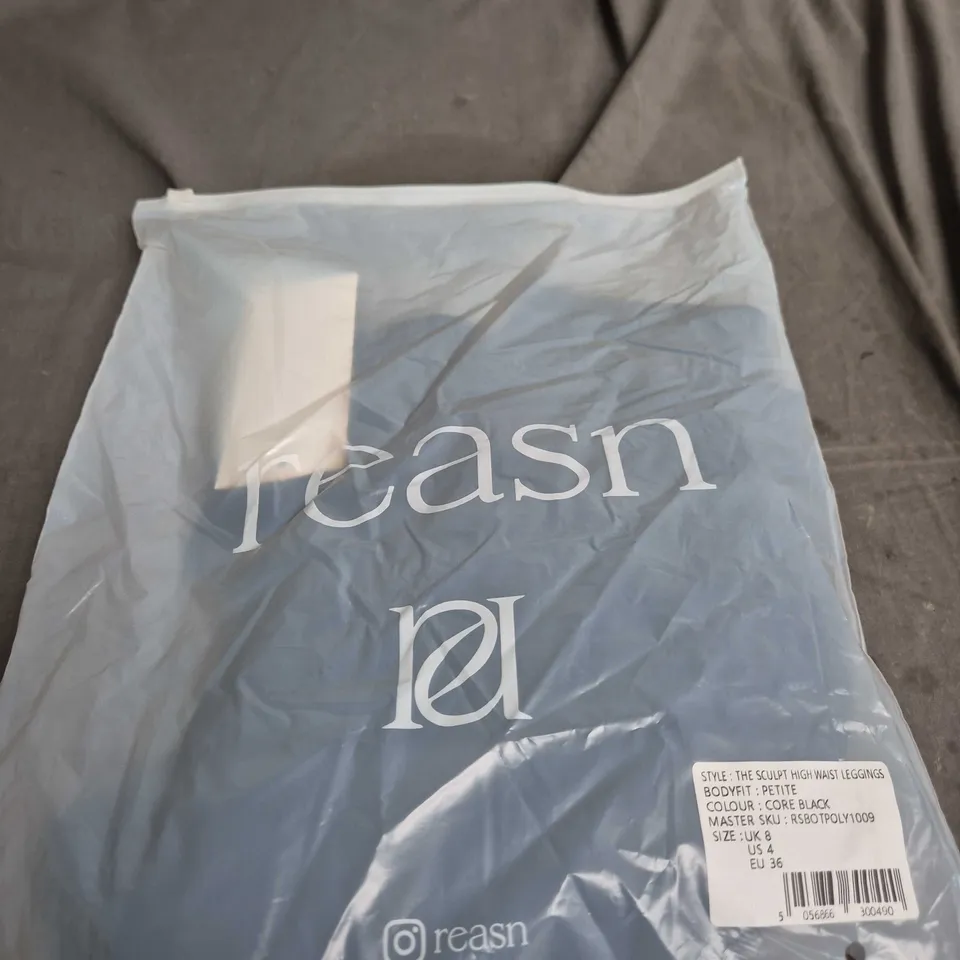 reasn
STYLE : THE SCULPT HIGH WAIST LEGGINGS
BODYFIT : PETITE
COLOUR : CORE BLACK
MASTER SKU : RSBOTPOLY1009
SIZE : UK 8
US 4
EU 36
5 056866 300490
reasn